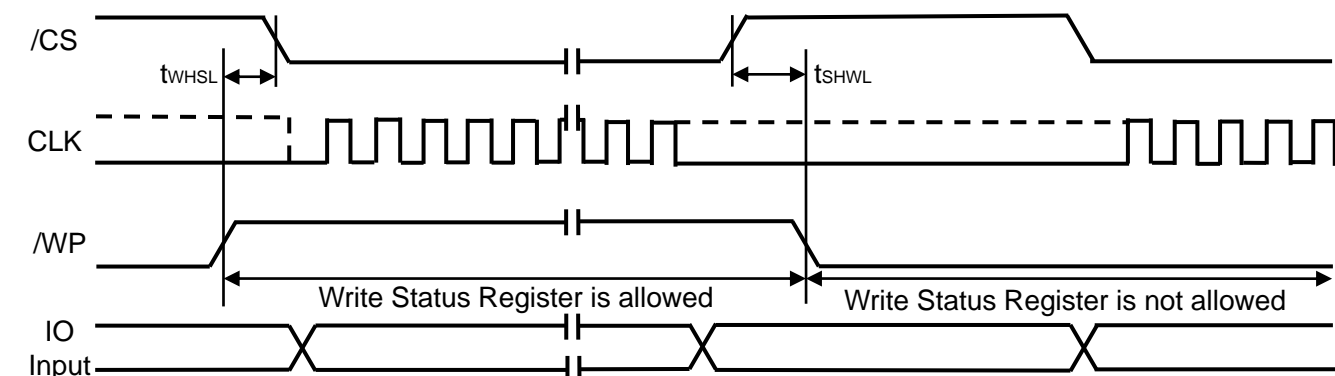 /CS
tWHSL
tSHWL
CLK
/WP
Write Status Register is allowed
Write Status Register is not allowed
IO
Input